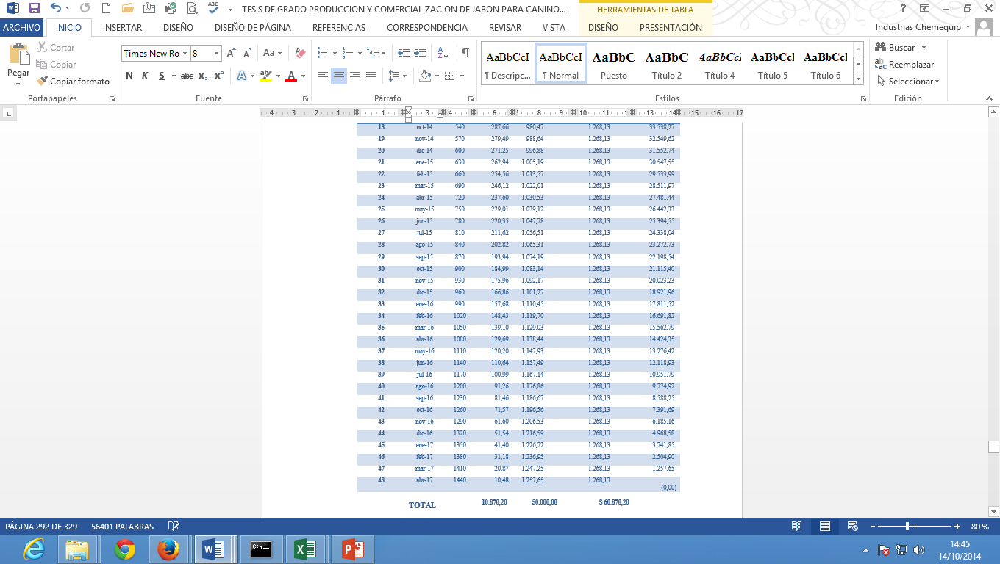 TESIS DE GRADO PRODUCCION Y COMERCIALIZACION DE JABON PARA CANINO...
HERRAMIENTAS DE TABLA
ARCHIVO INICIO INSERTAR DISEÑO DISEÑO DE PÁGINA REFERENCIAS CORRESPONDENCIA REVISAR VISTA DISEÑO PRESENTACIÓN Industrias Chemequip
Pegar
Cortar
Copiar
Copiar formato
Portapapeles
Times New Ro 8
Aa
N K S abc x₂ x²
Fuente
Párrafo
AaBbCcI AaBbCcI AaBbC AaBbC AaBbCcI AaBbCcI AaBbCcI
¶ Descripc... ¶ Normal Puesto Título 2 Título 4 Título 5 Título 6
Estilos
Buscar
Reemplazar
Seleccionar
Edición
4 3 2 1 1 3 4 6 7 8 9 10 11 12 13 14 15 16 17
18 oct-14 540 287,66 980,47 1.268,13 33.538,27
19 nov-14 570 279,49 988,64 1.268,13 32.549,62
20 dic-14 600 271,25 996,88 1.268,13 31.552,74
21 ene-15 630 262,94 1.005,19 1.268,13 30.547,55
22 feb-15 660 254,56 1.013,57 1.268,13 29.533,99
23 mar-15 690 246,12 1.022,01 1.268,13 28.511,97
24 abr-15 720 237,60 1.030,53 1.268,13 27.481,44
25 may-15 750 229,01 1.039,12 1.268,13 26.442,33
26 jun-15 780 220,35 1.047,78 1.268,13 25.394,55
27 jul-15 810 211,62 1.056,51 1.268,13 24.338,04
28 ago-15 840 202,82 1.065,31 1.268,13 23.272,73
29 sep-15 870 193,94 1.074,19 1.268,13 22.198,54
30 oct-15 900 184,99 1.083,14 1.268,13 21.115,40
31 nov-15 930 175,96 1.092,17 1.268,13 20.023,23
32 dic-15 960 166,86 1.101,27 1.268,13 18.921,96
33 ene-16 990 157,68 1.110,45 1.268,13 17.811,52
34 feb-16 1020 148,43 1.119,70 1.268,13 16.691,82
35 mar-16 1050 139,10 1.129,03 1.268,13 15.562,79
36 abr-16 1080 129,69 1.138,44 1.268,13 14.424,35
37 may-16 1110 120,20 1.147,93 1.268,13 13.276,42
38 jun-16 1140 110,64 1.157,49 1.268,13 12.118,93
39 jul-16 1170 100,99 1.167,14 1.268,13 10.951,79
40 ago-16 1200 91,26 1.176,86 1.268,13 9.774,92
41 sep-16 1230 81,46 1.186,67 1.268,13 8.588,25
42 oct-16 1260 71,57 1.196,56 1.268,13 7.391,69
43 nov-16 1290 61,60 1.206,53 1.268,13 6.185,16
44 dic-16 1320 51,54 1.216,59 1.268,13 4.968,58
45 ene-17 1350 41,40 1.226,72 1.268,13 3.741,85
46 feb-17 1380 31,18 1.236,95 1.268,13 2.504,90
47 mar-17 1410 20,87 1.247,25 1.268,13 1.257,65
48 abr-17 1440 10,48 1.257,65 1.268,13 (0,00)
TOTAL 10.870,20 50.000,00 $ 60.870,20
PÁGINA 292 DE 329 56401 PALABRAS 80 %
14:45
14/10/2014